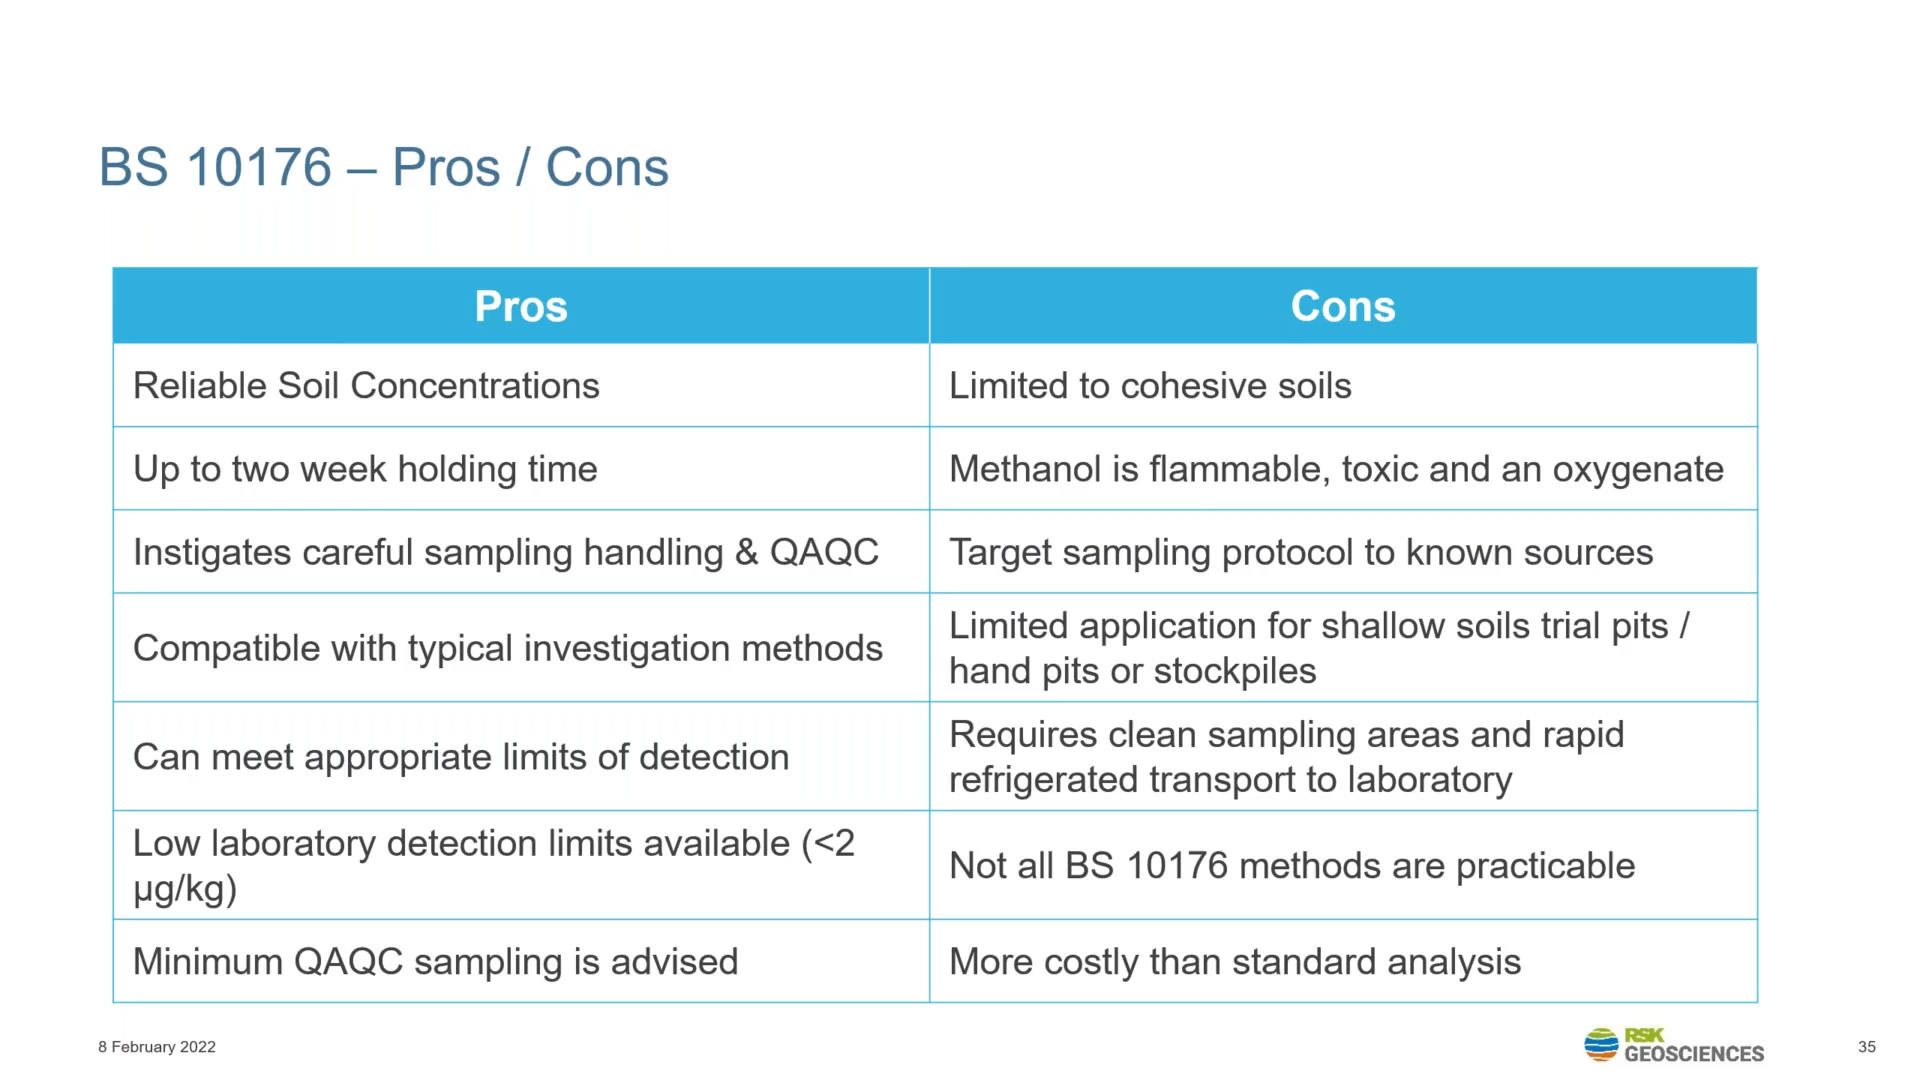 BS 10176 – Pros / Cons
Pros
Cons
Reliable Soil Concentrations
Limited to cohesive soils
Up to two week holding time
Methanol is flammable, toxic and an oxygenate
Instigates careful sampling handling & QAQC
Target sampling protocol to known sources
Compatible with typical investigation methods
Limited application for shallow soils trial pits /
hand pits or stockpiles
Can meet appropriate limits of detection
Requires clean sampling areas and rapid
refrigerated transport to laboratory
Low laboratory detection limits available (<2
µg/kg)
Not all BS 10176 methods are practicable
Minimum QAQC sampling is advised
More costly than standard analysis
8 February 2022
RSK
GEOSCIENCES
35